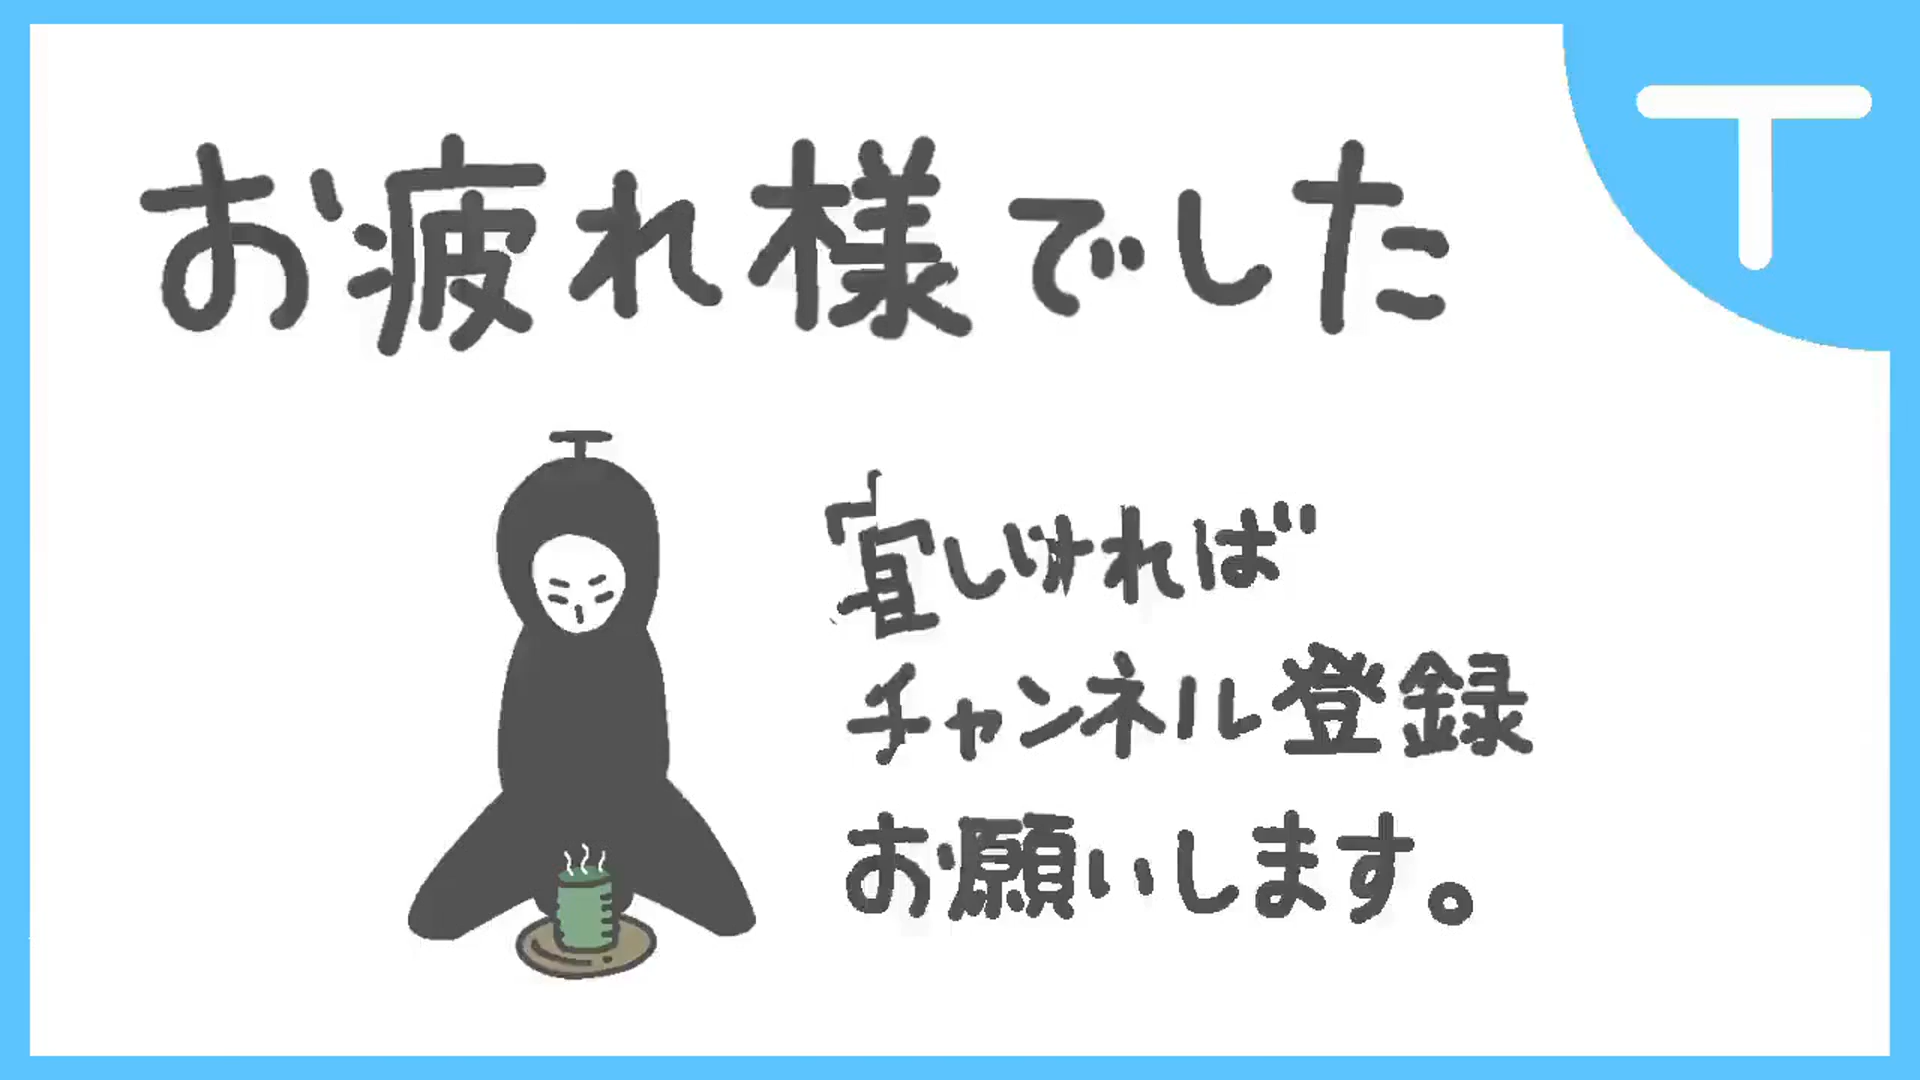 お疲れ様でした
T
宜しければ
チャンネル登録
お願いします。